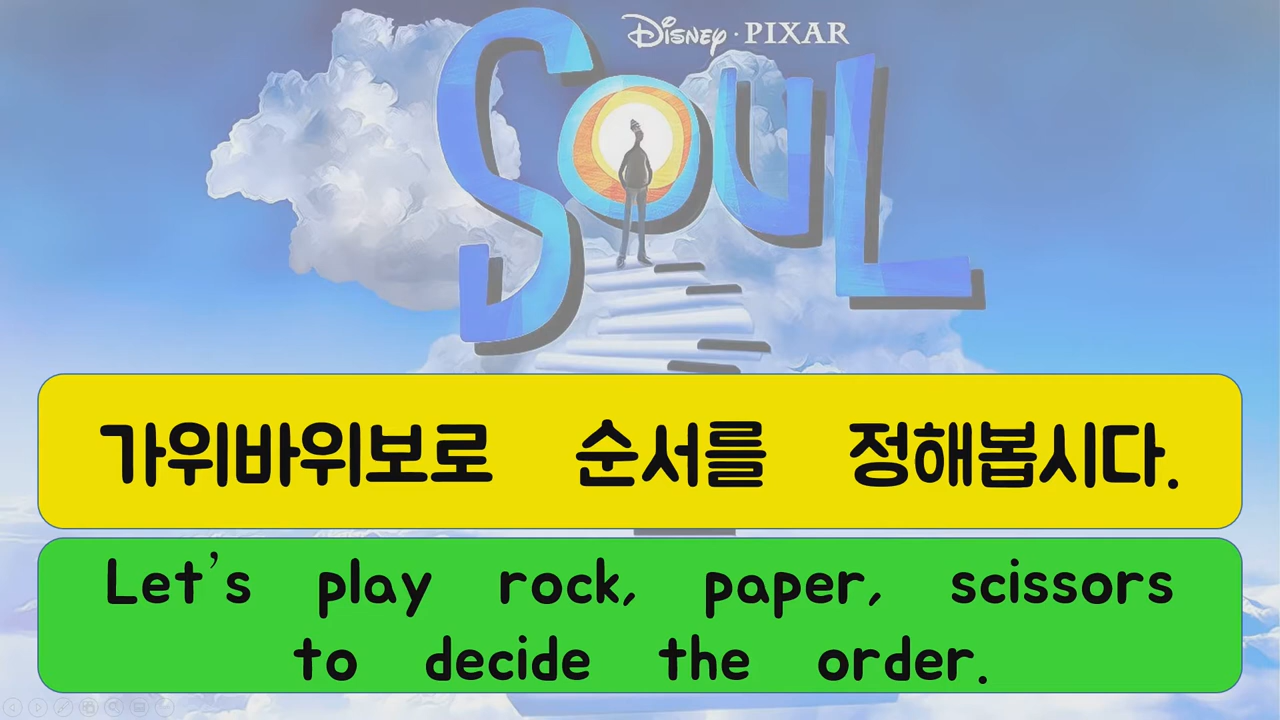 Disney · PIXAR
SOUL
가위바위보로 순서를 정해봅시다.
Let's play rock, paper, scissors
to decide the order.